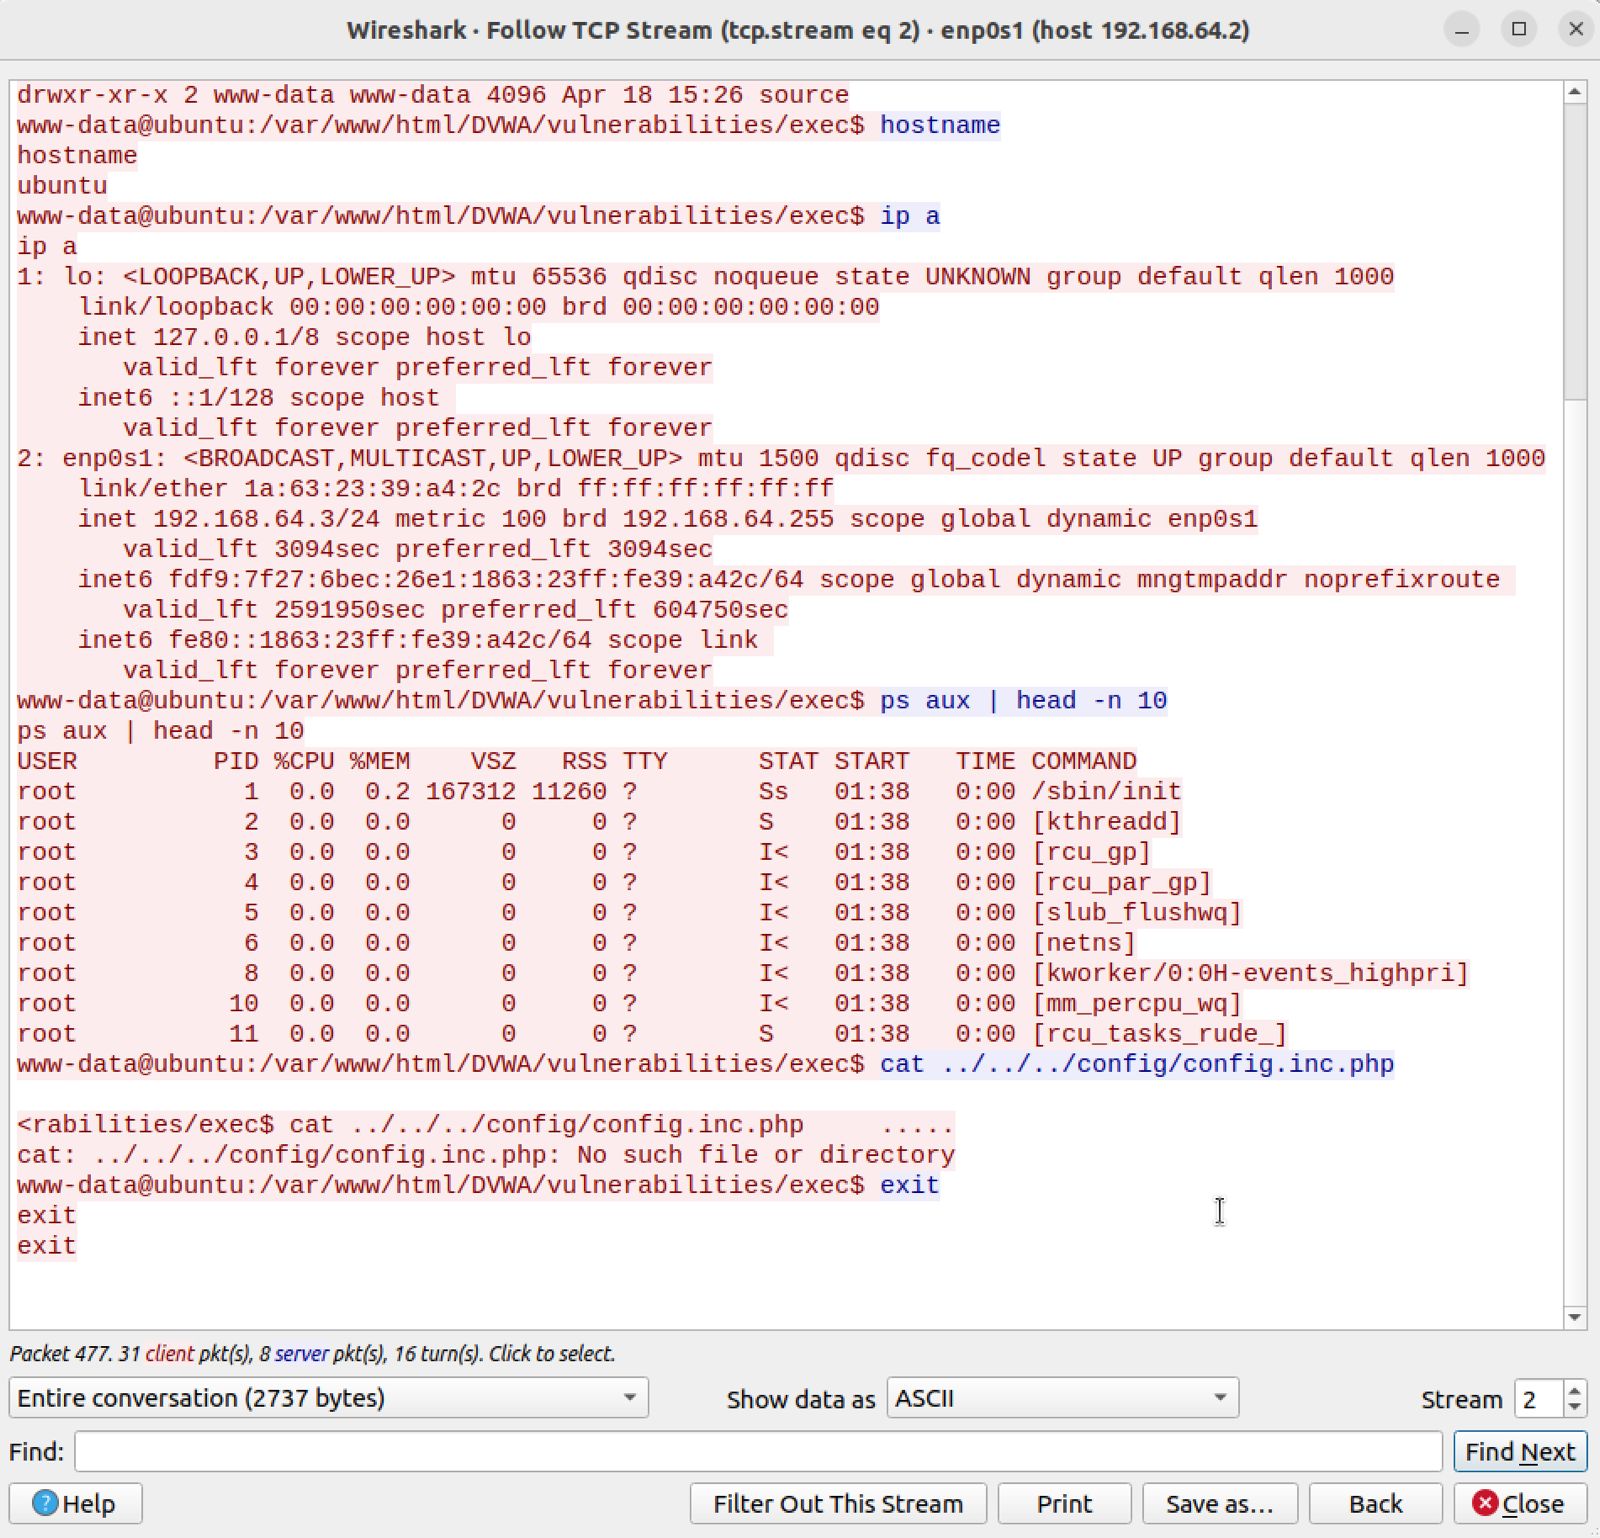 Wireshark · Follow TCP Stream (tcp.stream eq 2) · enp0s1 (host 192.168.64.2)
drwxr-xr-x 2 www-data www-data 4096 Apr 18 15:26 source
www-data@ubuntu:/var/www/html/DVWA/vulnerabilities/exec$ hostname
hostname
ubuntu
www-data@ubuntu:/var/www/html/DVWA/vulnerabilities/exec$ ip a
ip a
1: lo: <LOOPBACK,UP,LOWER_UP> mtu 65536 qdisc noqueue state UNKNOWN group default qlen 1000
    link/loopback 00:00:00:00:00:00 brd 00:00:00:00:00:00
    inet 127.0.0.1/8 scope host lo
       valid_lft forever preferred_lft forever
    inet6 ::1/128 scope host
       valid_lft forever preferred_lft forever
2: enp0s1: <BROADCAST,MULTICAST,UP,LOWER_UP> mtu 1500 qdisc fq_codel state UP group default qlen 1000
    link/ether 1a:63:23:39:a4:2c brd ff:ff:ff:ff:ff:ff
    inet 192.168.64.3/24 metric 100 brd 192.168.64.255 scope global dynamic enp0s1
       valid_lft 3094sec preferred_lft 3094sec
    inet6 fdf9:7f27:6bec:26e1:1863:23ff:fe39:a42c/64 scope global dynamic mngtmpaddr noprefixroute
       valid_lft 2591950sec preferred_lft 604750sec
    inet6 fe80::1863:23ff:fe39:a42c/64 scope link
       valid_lft forever preferred_lft forever
www-data@ubuntu:/var/www/html/DVWA/vulnerabilities/exec$ ps aux | head -n 10
ps aux | head -n 10
USER         PID %CPU %MEM    VSZ   RSS TTY      STAT START   TIME COMMAND
root           1  0.0  0.2 167312 11260 ?        Ss   01:38   0:00 /sbin/init
root           2  0.0  0.0      0     0 ?        S    01:38   0:00 [kthreadd]
root           3  0.0  0.0      0     0 ?        I<   01:38   0:00 [rcu_gp]
root           4  0.0  0.0      0     0 ?        I<   01:38   0:00 [rcu_par_gp]
root           5  0.0  0.0      0     0 ?        I<   01:38   0:00 [slub_flushwq]
root           6  0.0  0.0      0     0 ?        I<   01:38   0:00 [netns]
root           8  0.0  0.0      0     0 ?        I<   01:38   0:00 [kworker/0:0H-events_highpri]
root          10  0.0  0.0      0     0 ?        I<   01:38   0:00 [mm_percpu_wq]
root          11  0.0  0.0      0     0 ?        S    01:38   0:00 [rcu_tasks_rude_]
www-data@ubuntu:/var/www/html/DVWA/vulnerabilities/exec$ cat ../../../config/config.inc.php
<rabilities/exec$ cat ../../../config/config.inc.php     .....
cat: ../../../config/config.inc.php: No such file or directory
www-data@ubuntu:/var/www/html/DVWA/vulnerabilities/exec$ exit
exit
exit
Packet 477. 31 client pkt(s), 8 server pkt(s), 16 turn(s). Click to select.
Entire conversation (2737 bytes) Show data as ASCII Stream 2
Find: Find Next
Help Filter Out This Stream Print Save as… Back Close